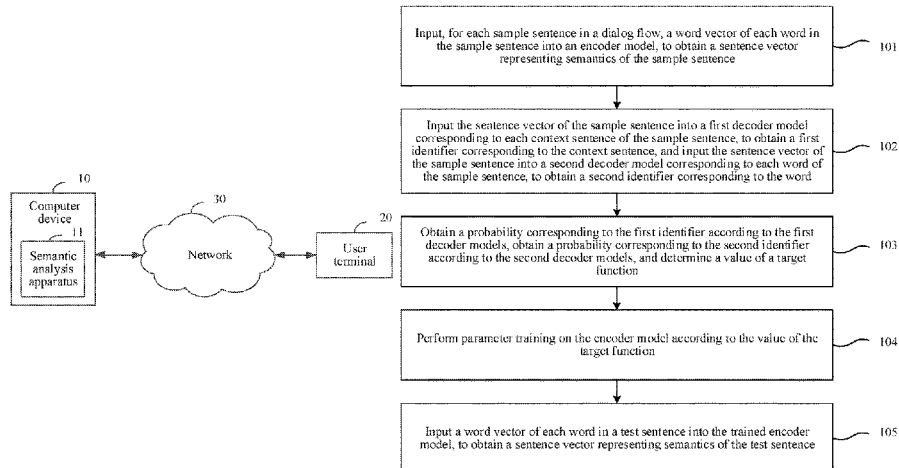 10
Computer
device
11
Semantic
analysis
apparatus
30
Network
20
User
terminal
Input, for each sample sentence in a dialog flow, a word vector of each word in
the sample sentence into an encoder model, to obtain a sentence vector
representing semantics of the sample sentence
101
Input the sentence vector of the sample sentence into a first decoder model
corresponding to each context sentence of the sample sentence, to obtain a first
identifier corresponding to the context sentence, and input the sentence vector of
the sample sentence into a second decoder model corresponding to each word of
the sample sentence, to obtain a second identifier corresponding to the word
102
Obtain a probability corresponding to the first identifier according to the first
decoder models, obtain a probability corresponding to the second identifier
according to the second decoder models, and determine a value of a target
function
103
Perform parameter training on the encoder model according to the value of the
target function
104
Input a word vector of each word in a test sentence into the trained encoder
model, to obtain a sentence vector representing semantics of the test sentence
105